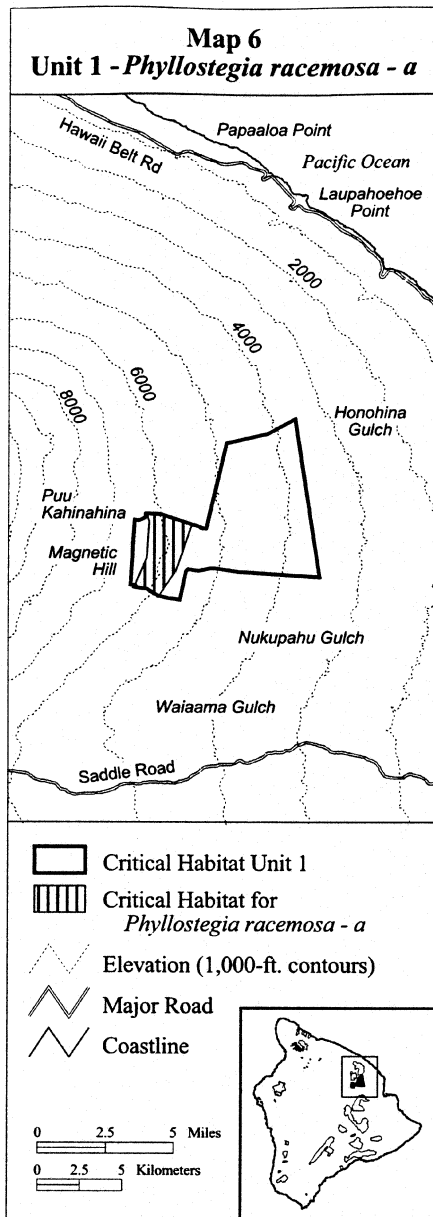 Map 6
Unit 1 - Phyllostegia racemosa - a
Papaaloa Point
Hawaii Belt Rd
Pacific Ocean
Laupahoehoe
Point
2000
4000
6000
8000
Honohina
Gulch
Puu
Kahinahina
Magnetic
Hill
Nukupahu Gulch
Waiaama Gulch
Saddle Road
Critical Habitat Unit 1
Critical Habitat for
Phyllostegia racemosa - a
Elevation (1,000-ft. contours)
Major Road
Coastline
0 2.5 5 Miles
0 2.5 5 Kilometers